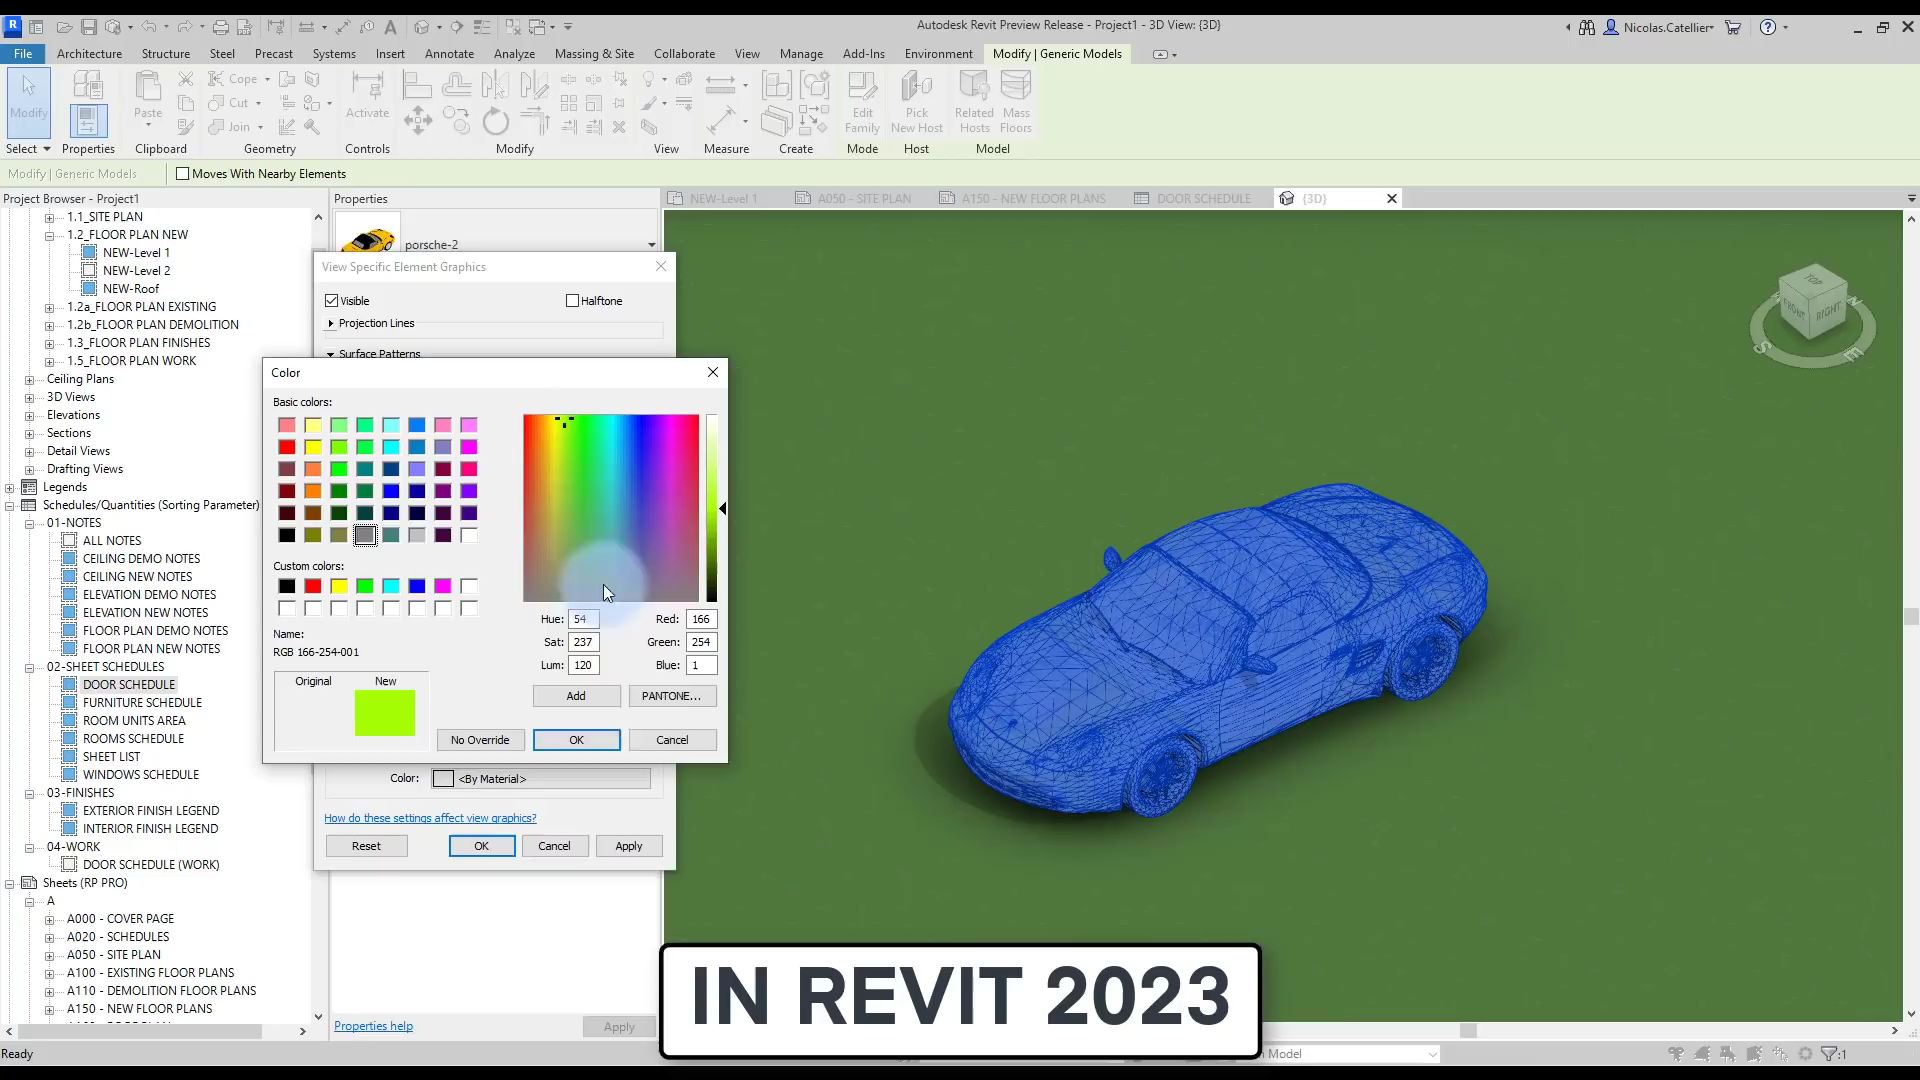 R
Autodesk Revit Preview Release - Project1 - 3D View: {3D}
Nicolas.Catellier
File Architecture Structure Steel Precast Systems Insert Annotate Analyze Massing & Site Collaborate View Manage Add-Ins Environment Modify | Generic Models
Modify
Paste
Cope
Cut
Join
Activate
Edit Family
Pick New Host
Related Hosts
Mass Floors
Select Properties Clipboard Geometry Controls Modify View Measure Create Mode Host Model
Modify | Generic Models Moves With Nearby Elements
Project Browser - Project1
1.1_SITE PLAN
1.2_FLOOR PLAN NEW
NEW-Level 1
NEW-Level 2
NEW-Roof
1.2a_FLOOR PLAN EXISTING
1.2b_FLOOR PLAN DEMOLITION
1.3_FLOOR PLAN FINISHES
1.5_FLOOR PLAN WORK
Ceiling Plans
3D Views
Elevations
Sections
Detail Views
Drafting Views
Legends
Schedules/Quantities (Sorting Parameter)
01-NOTES
ALL NOTES
CEILING DEMO NOTES
CEILING NEW NOTES
ELEVATION DEMO NOTES
ELEVATION NEW NOTES
FLOOR PLAN DEMO NOTES
FLOOR PLAN NEW NOTES
02-SHEET SCHEDULES
DOOR SCHEDULE
FURNITURE SCHEDULE
ROOM UNITS AREA
ROOMS SCHEDULE
SHEET LIST
WINDOWS SCHEDULE
03-FINISHES
EXTERIOR FINISH LEGEND
INTERIOR FINISH LEGEND
04-WORK
DOOR SCHEDULE (WORK)
Sheets (RP PRO)
A
A000 - COVER PAGE
A020 - SCHEDULES
A050 - SITE PLAN
A100 - EXISTING FLOOR PLANS
A110 - DEMOLITION FLOOR PLANS
A150 - NEW FLOOR PLANS
Properties
porsche-2
View Specific Element Graphics
Visible Halftone
Projection Lines
Surface Patterns
Color
Basic colors:
Custom colors:
Name:
RGB 166-254-001
Original New
Hue: 54 Red: 166
Sat: 237 Green: 254
Lum: 120 Blue: 1
Add PANTONE...
No Override OK Cancel
Color: <By Material>
How do these settings affect view graphics?
Reset OK Cancel Apply
Properties help Apply
NEW-Level 1 A050 - SITE PLAN A150 - NEW FLOOR PLANS DOOR SCHEDULE {3D}
TOP
FRONT
RIGHT
N
S
E
IN REVIT 2023
Ready
Model
:1